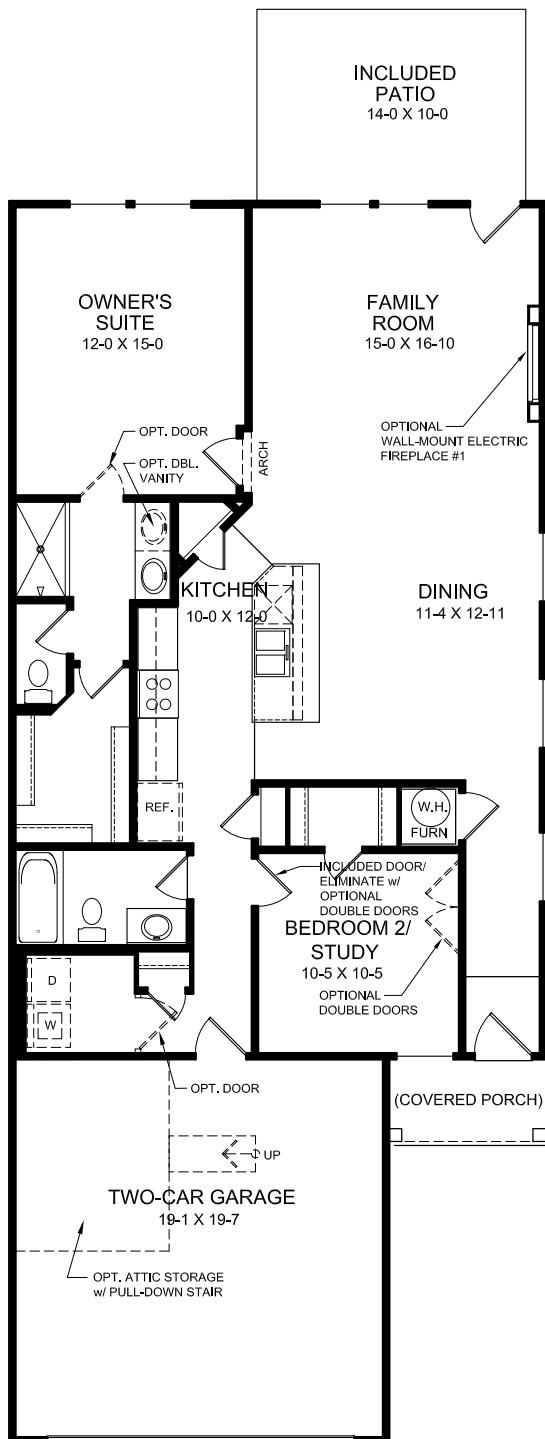 INCLUDED
PATIO
14-0 X 10-0
OWNER'S
SUITE
12-0 X 15-0
FAMILY
ROOM
15-0 X 16-10
OPT. DOOR
OPT. DBL.
VANITY
ARCH
OPTIONAL
WALL-MOUNT ELECTRIC
FIREPLACE #1
KITCHEN
10-0 X 12-0
DINING
11-4 X 12-11
REF.
W.H.
FURN
INCLUDED DOOR/
ELIMINATE w/
OPTIONAL
DOUBLE DOORS
BEDROOM 2/
STUDY
10-5 X 10-5
OPTIONAL
DOUBLE DOORS
D
W
OPT. DOOR
(COVERED PORCH)
UP
TWO-CAR GARAGE
19-1 X 19-7
OPT. ATTIC STORAGE
w/ PULL-DOWN STAIR